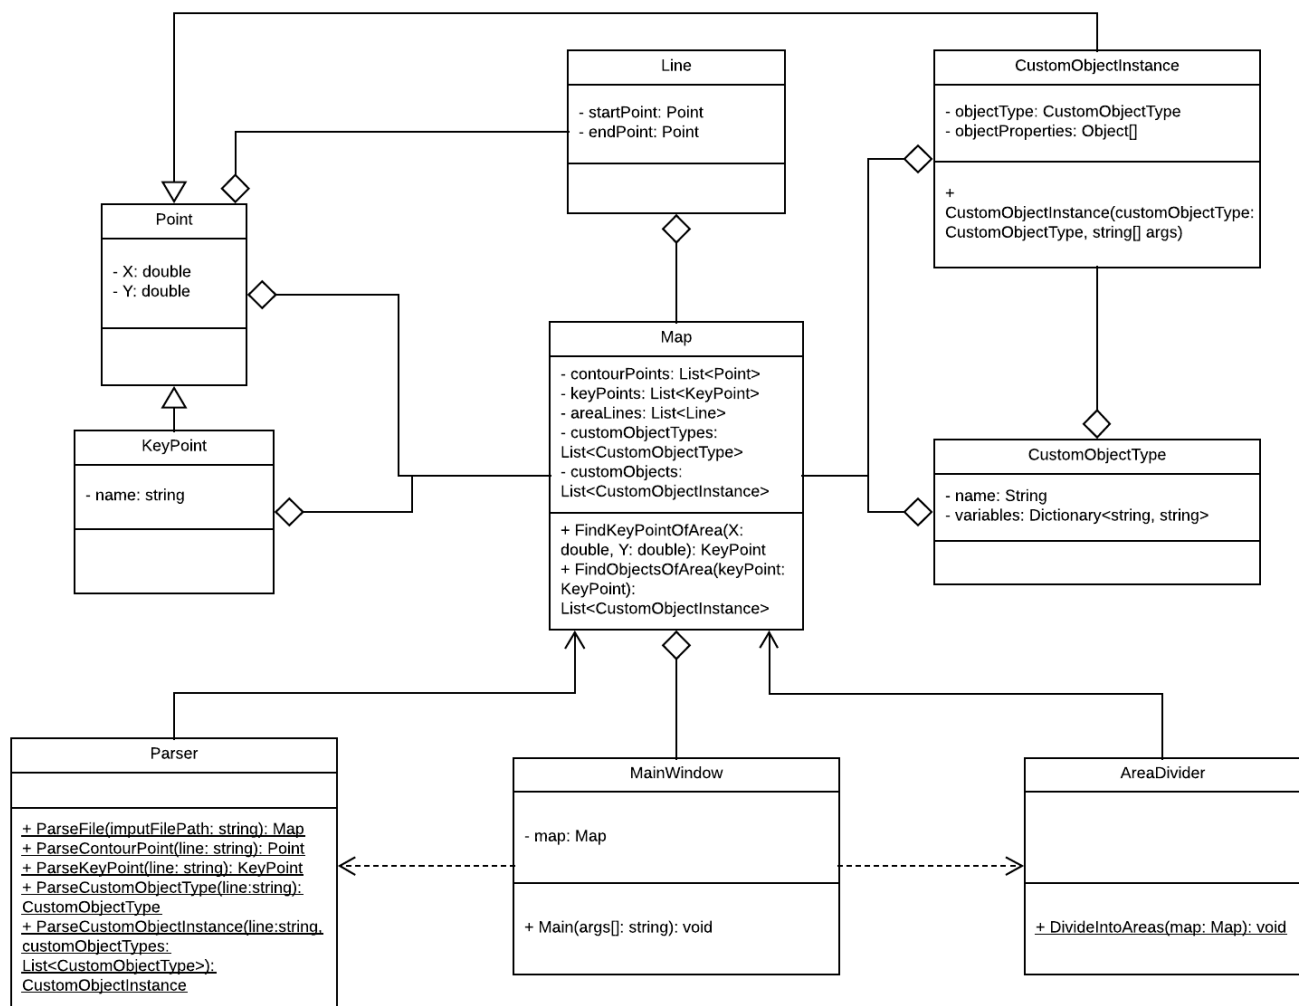 Line
- startPoint: Point
- endPoint: Point
CustomObjectInstance
- objectType: CustomObjectType
- objectProperties: Object[]
+
CustomObjectInstance(customObjectType:
CustomObjectType, string[] args)
Point
- X: double
- Y: double
Map
- contourPoints: List<Point>
- keyPoints: List<KeyPoint>
- areaLines: List<Line>
- customObjectTypes:
List<CustomObjectType>
- customObjects:
List<CustomObjectInstance>
+ FindKeyPointOfArea(X:
double, Y: double): KeyPoint
+ FindObjectsOfArea(keyPoint:
KeyPoint):
List<CustomObjectInstance>
KeyPoint
- name: string
CustomObjectType
- name: String
- variables: Dictionary<string, string>
Parser
+ ParseFile(imputFilePath: string): Map
+ ParseContourPoint(line: string): Point
+ ParseKeyPoint(line: string): KeyPoint
+ ParseCustomObjectType(line:string):
CustomObjectType
+ ParseCustomObjectInstance(line:string,
customObjectTypes:
List<CustomObjectType>):
CustomObjectInstance
MainWindow
- map: Map
+ Main(args[]: string): void
AreaDivider
+ DivideIntoAreas(map: Map): void